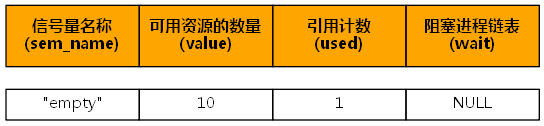 信号量名称 可用资源的数量 引用计数 阻塞进程链表
(sem_name) (value) (used) (wait)
"empty" 10 1 NULL